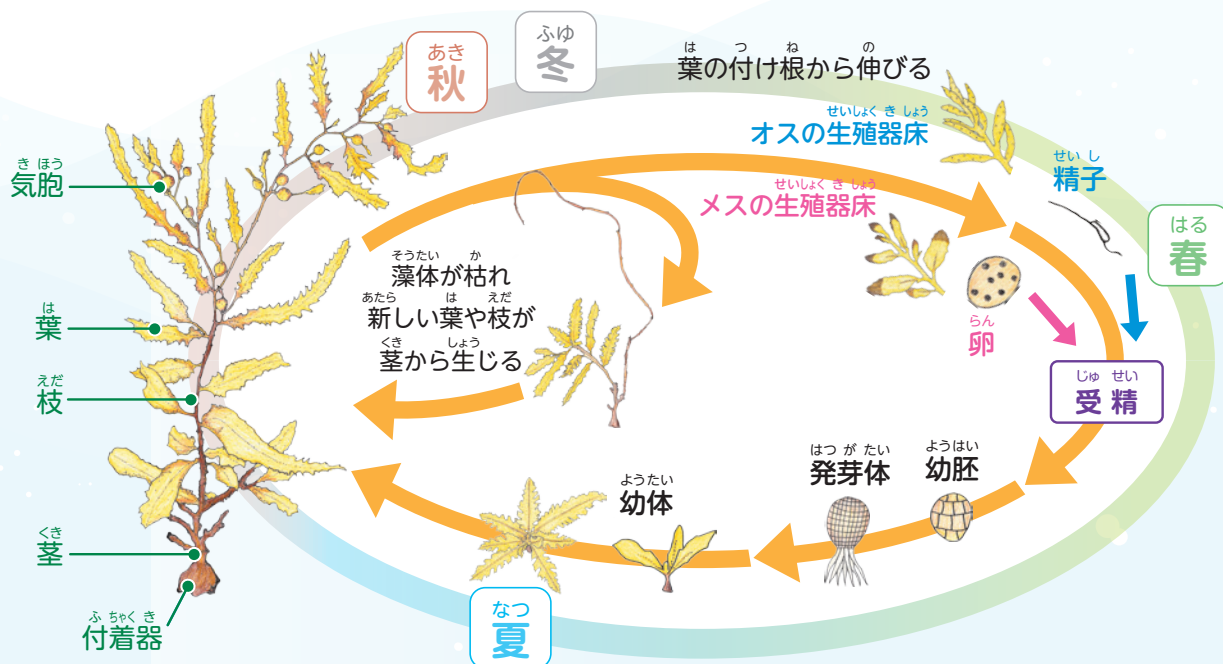 あき
秋
ふゆ
冬
は つ ね の
葉の付け根から伸びる
せいしょく き しょう
オスの生殖器床
せい し
精子
せいしょく き しょう
メスの生殖器床
はる
春
らん
卵
じゅ せい
受精
ようはい
幼胚
はつ が たい
発芽体
ようたい
幼体
なつ
夏
そうたい か
藻体が枯れ
あたら は えだ
新しい葉や枝が
くき しょう
茎から生じる
き ほう
気胞
は
葉
えだ
枝
くき
茎
ふ ちゃく き
付着器